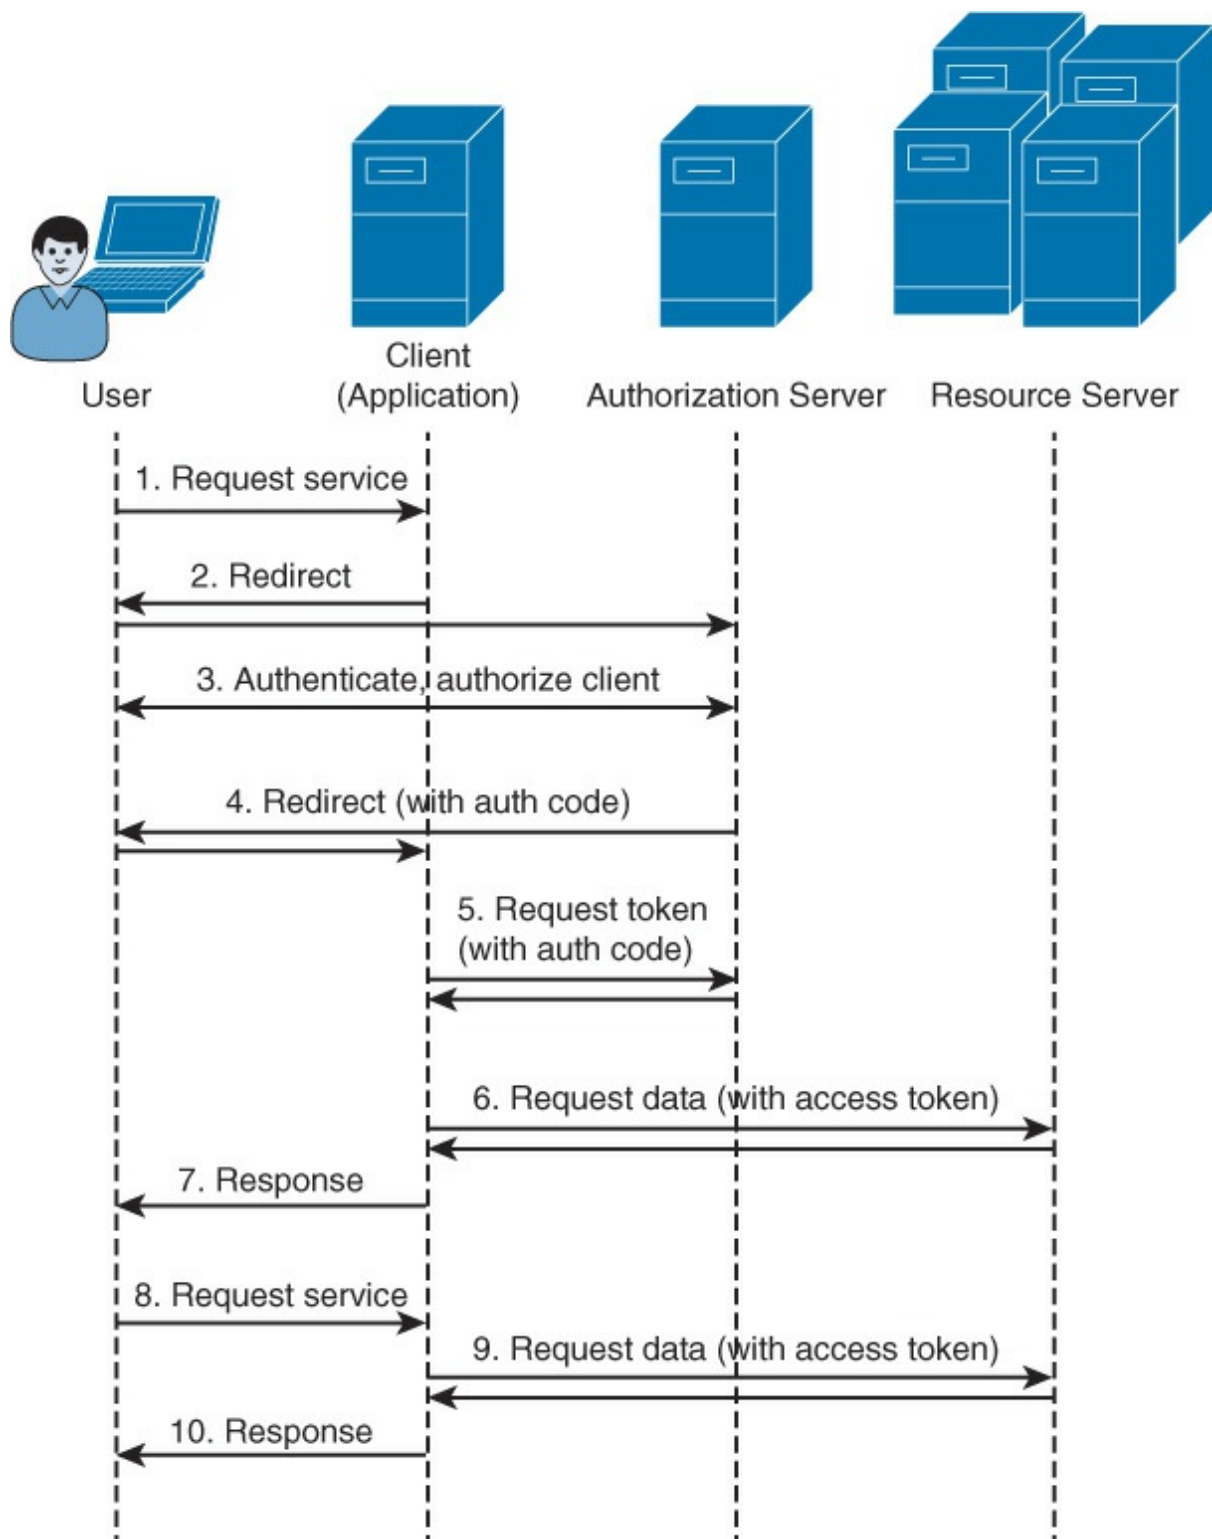 Client
(Application)
User
Authorization Server
Resource Server
1. Request service
2. Redirect
3. Authenticate, authorize client
4. Redirect (with auth code)
5. Request token
(with auth code)
6. Request data (with access token)
7. Response
8. Request service
9. Request data (with access token)
10. Response